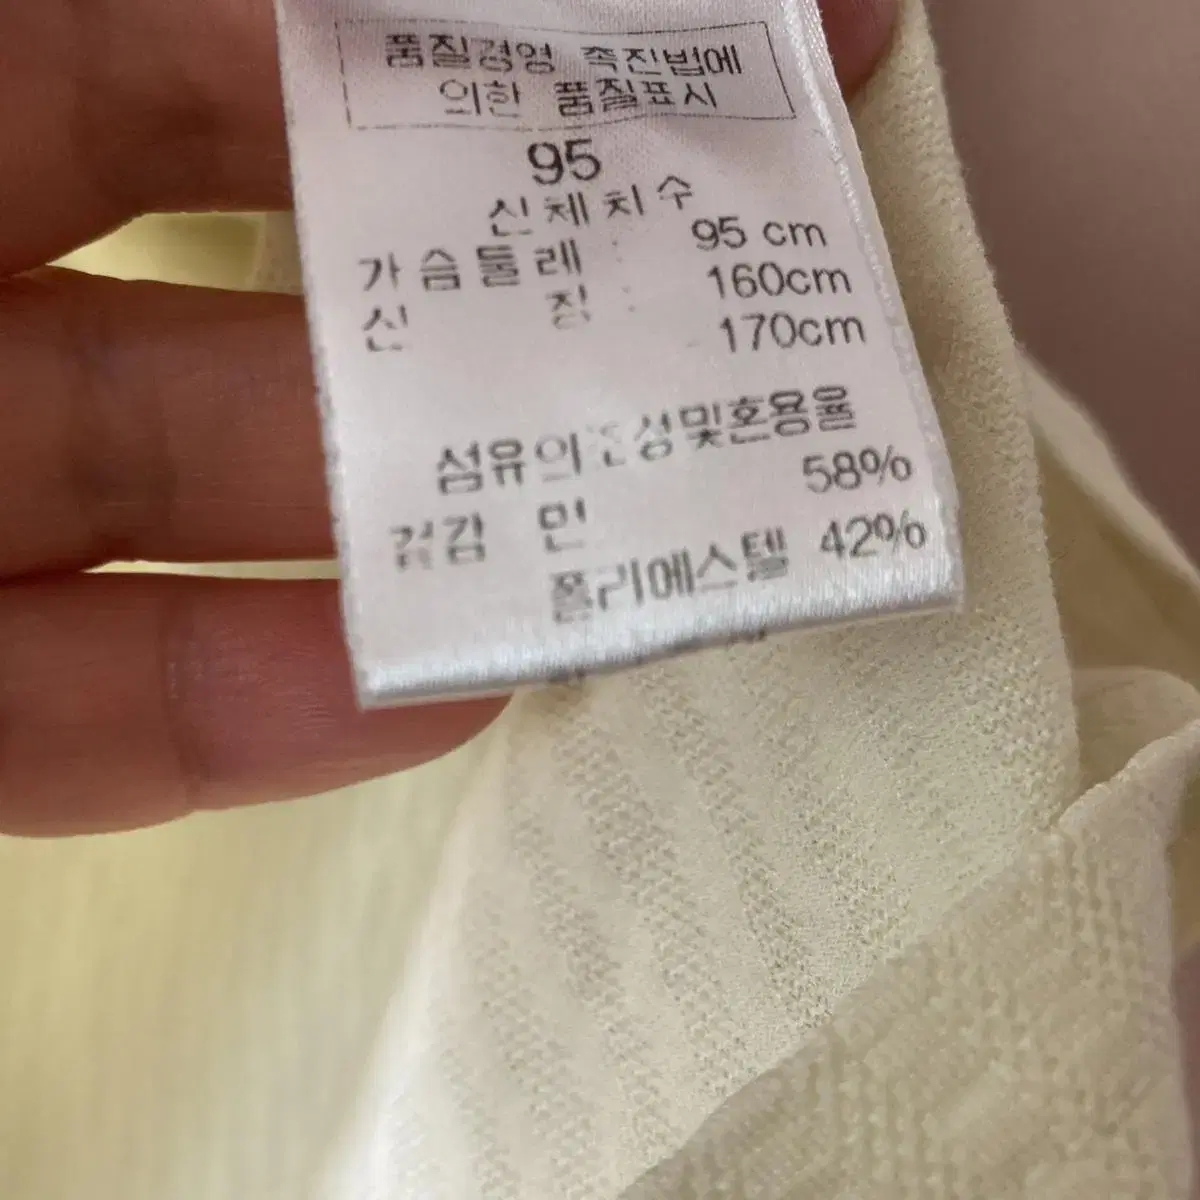 품질경영 촉진법에
의한 품질표시
95
신체치수
가슴둘레 : 95 cm
신 장 : 160cm
170cm
섬유의조성및혼용율
58%
겉감 면
폴리에스텔 42%